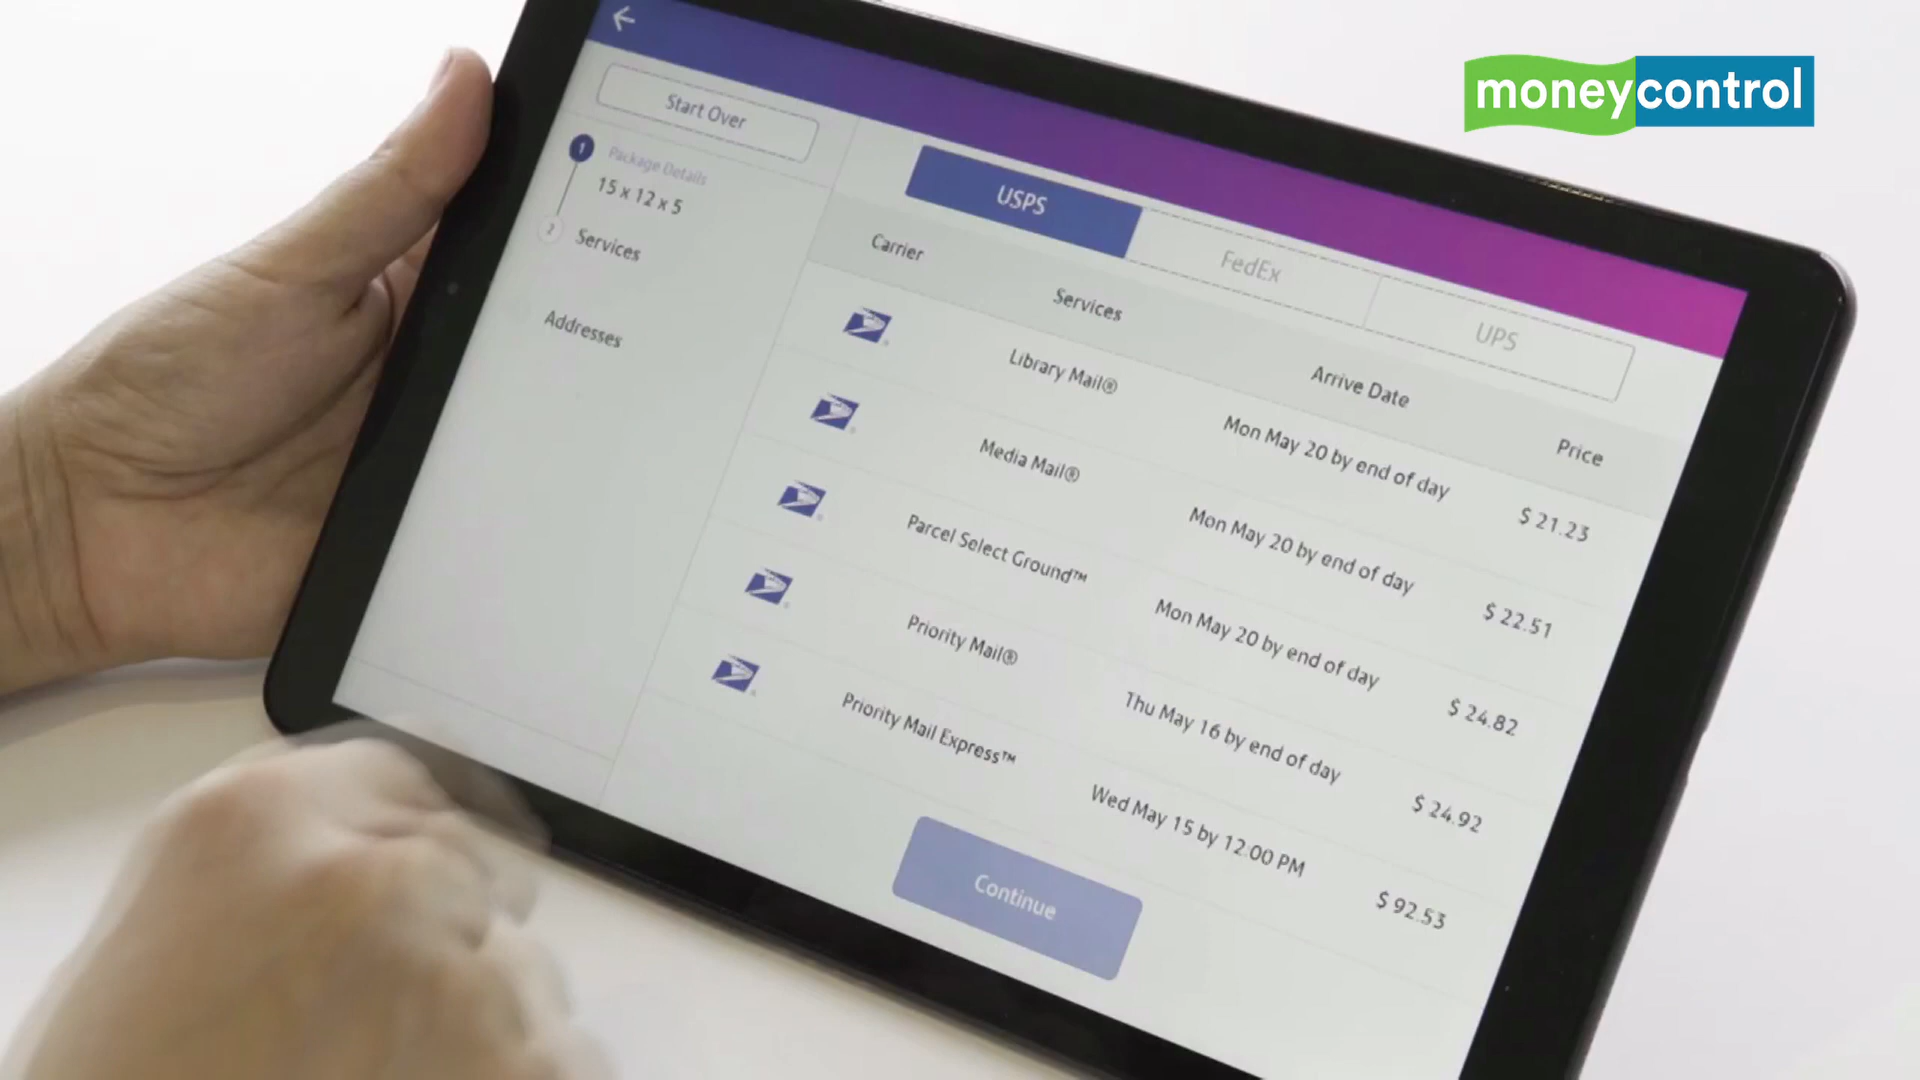 moneycontrol
Start Over
1 Package Details
15 x 12 x 5
2 Services
Addresses
USPS FedEx UPS
Carrier Services Arrive Date Price
Library Mail® Mon May 20 by end of day $ 21.23
Media Mail® Mon May 20 by end of day $ 22.51
Parcel Select Ground™ Mon May 20 by end of day $ 24.82
Priority Mail® Thu May 16 by end of day $ 24.92
Priority Mail Express™ Wed May 15 by 12:00 PM $ 92.53
Continue